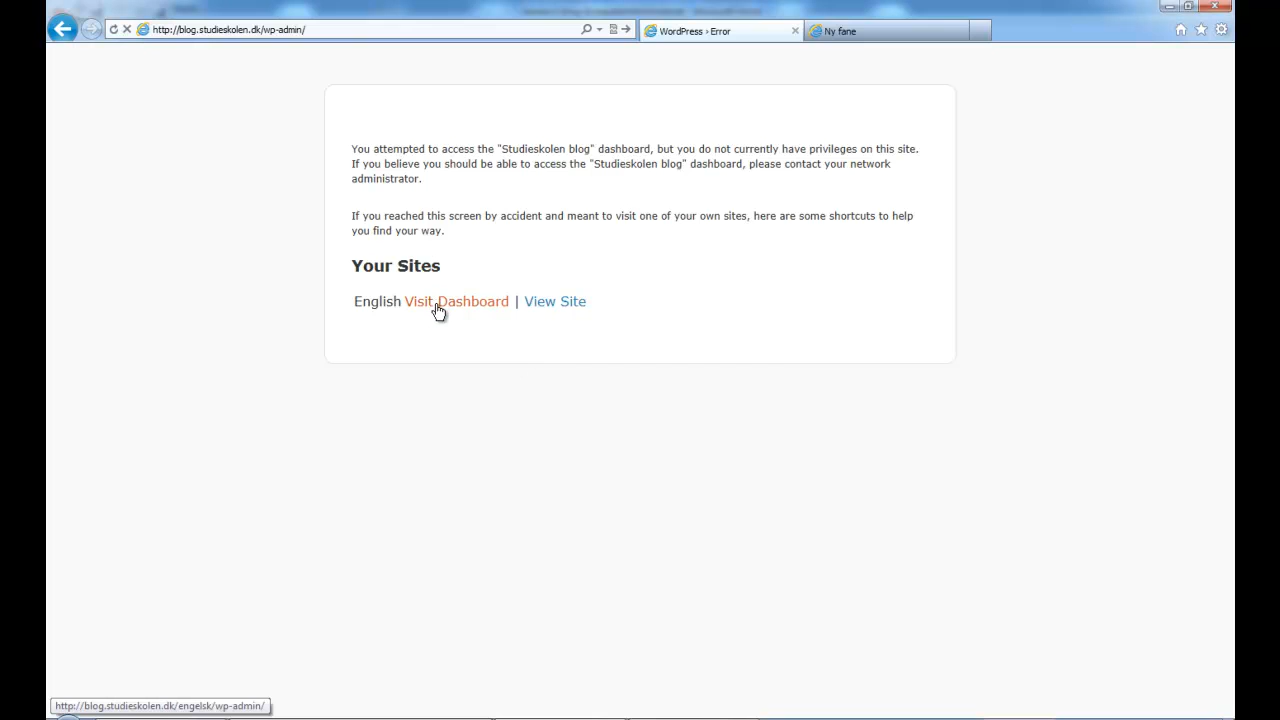 http://blog.studieskolen.dk/wp-admin/
WordPress › Error
Ny fane
You attempted to access the "Studieskolen blog" dashboard, but you do not currently have privileges on this site.
If you believe you should be able to access the "Studieskolen blog" dashboard, please contact your network
administrator.
If you reached this screen by accident and meant to visit one of your own sites, here are some shortcuts to help
you find your way.
Your Sites
English Visit Dashboard | View Site
http://blog.studieskolen.dk/engelsk/wp-admin/